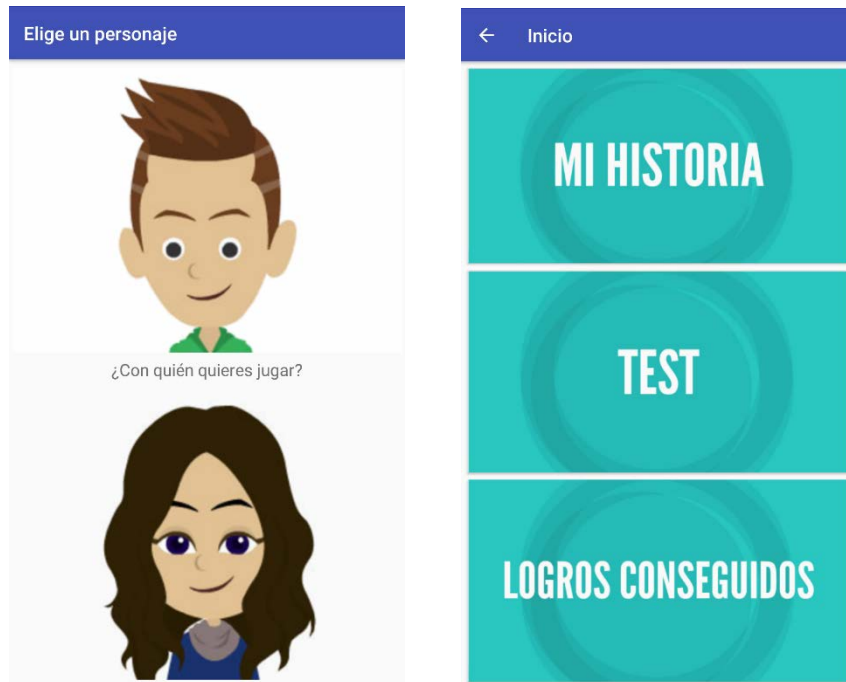 Elige un personaje
¿Con quién quieres jugar?
Inicio
MI HISTORIA
TEST
LOGROS CONSEGUIDOS